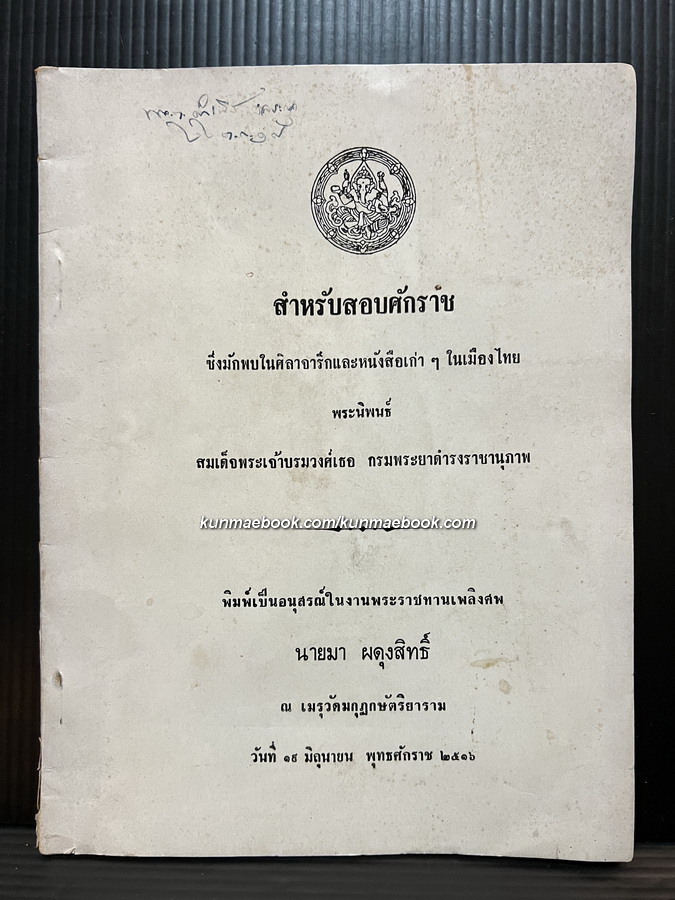 สำหรับสอบศักราช
ซึ่งมักพบในศิลาจารึกและหนังสือเก่า ๆ ในเมืองไทย
พระนิพนธ์
สมเด็จพระเจ้าบรมวงศ์เธอ กรมพระยาดำรงราชานุภาพ
kunmaebook.com/kunmaebook.com
พิมพ์เป็นอนุสรณ์ในงานพระราชทานเพลิงศพ
นายมา ผดุงสิทธิ์
ณ เมรุวัดมกุฏกษัตริยาราม
วันที่ ๑๙ มิถุนายน พุทธศักราช ๒๕๑๖